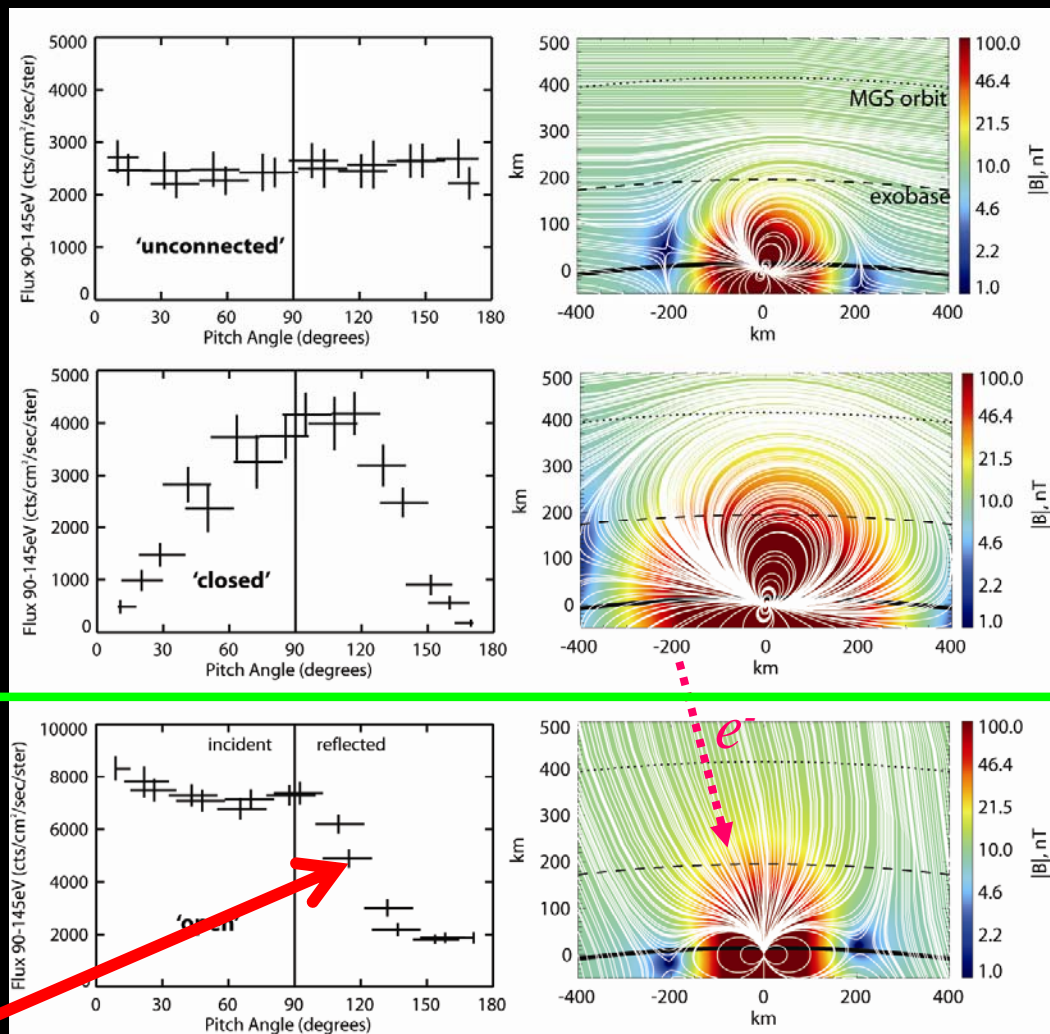 5000
4000
3000
2000
1000
0
Flux 90-145eV (cts/cm²/sec/ster)
'unconnected'
0 30 60 90 120 150 180
Pitch Angle (degrees)
500
400
300
200
100
0
km
MGS orbit
exobase
-400 -200 0 200 400
km
100.0
46.4
21.5
10.0
4.6
2.2
1.0
|B|, nT
5000
4000
3000
2000
1000
0
Flux 90-145eV (cts/cm²/sec/ster)
'closed'
0 30 60 90 120 150 180
Pitch Angle (degrees)
500
400
300
200
100
0
km
-400 -200 0 200 400
km
100.0
46.4
21.5
10.0
4.6
2.2
1.0
|B|, nT
10000
8000
6000
4000
2000
0
Flux 90-145eV (cts/cm²/sec/ster)
incident reflected
'open'
0 30 60 90 120 150 180
Pitch Angle (degrees)
e-
500
400
300
200
100
0
km
-400 -200 0 200 400
km
100.0
46.4
21.5
10.0
4.6
2.2
1.0
|B|, nT